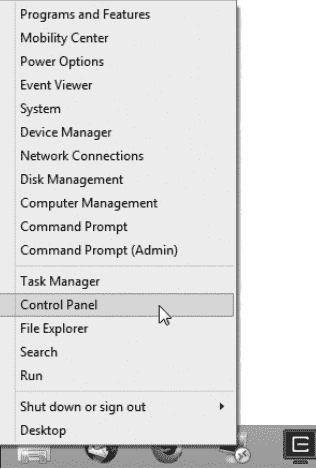 Programs and Features
Mobility Center
Power Options
Event Viewer
System
Device Manager
Network Connections
Disk Management
Computer Management
Command Prompt
Command Prompt (Admin)
Task Manager
Control Panel
File Explorer
Search
Run
Shut down or sign out
Desktop